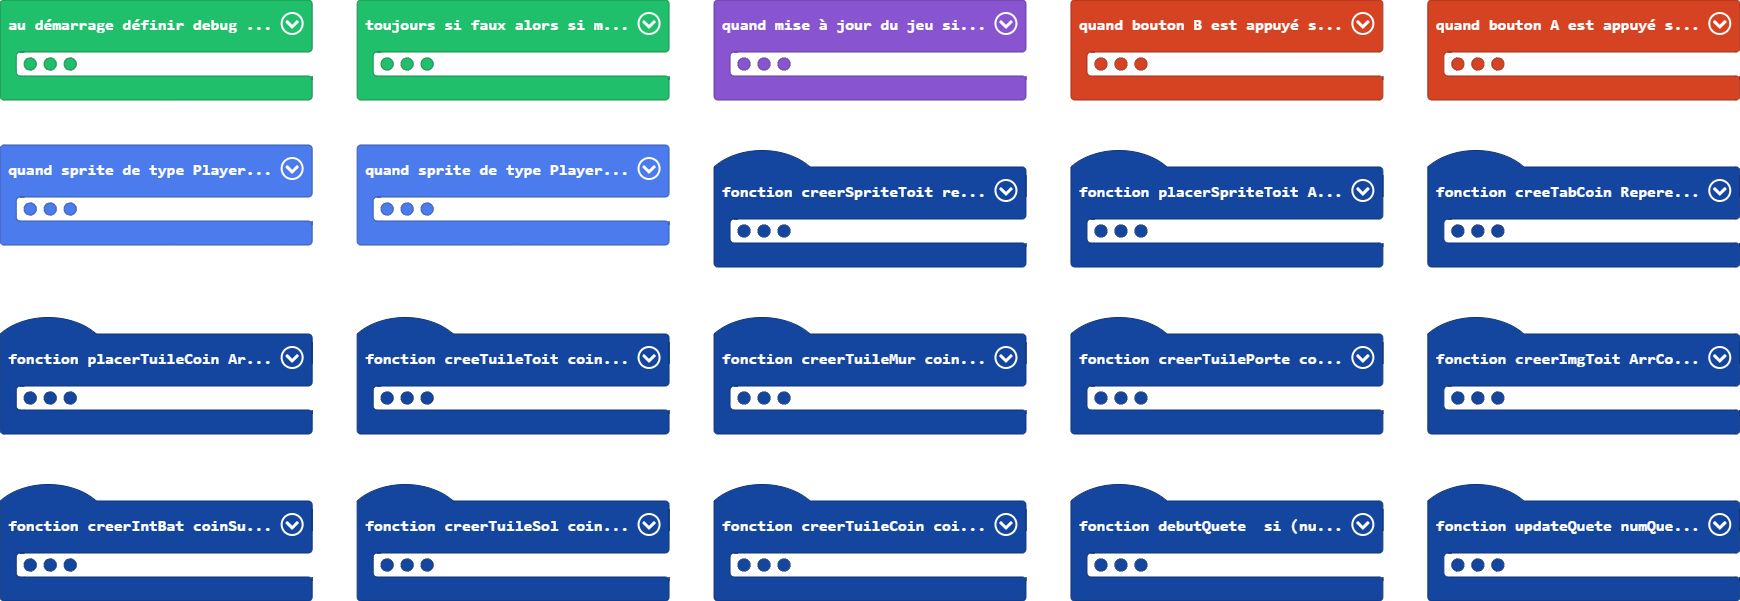 au démarrage définir debug ...
toujours si faux alors si m...
quand mise à jour du jeu si...
quand bouton B est appuyé s...
quand bouton A est appuyé s...
quand sprite de type Player...
quand sprite de type Player...
fonction creerSpriteToit re...
fonction placerSpriteToit A...
fonction creeTabCoin Repere...
fonction placerTuileCoin Ar...
fonction creeTuileToit coin...
fonction creerTuileMur coin...
fonction creerTuilePorte co...
fonction creerImgToit ArrCo...
fonction creerIntBat coinSu...
fonction creerTuileSol coin...
fonction creerTuileCoin coi...
fonction debutQuete  si (nu...
fonction updateQuete numQue...